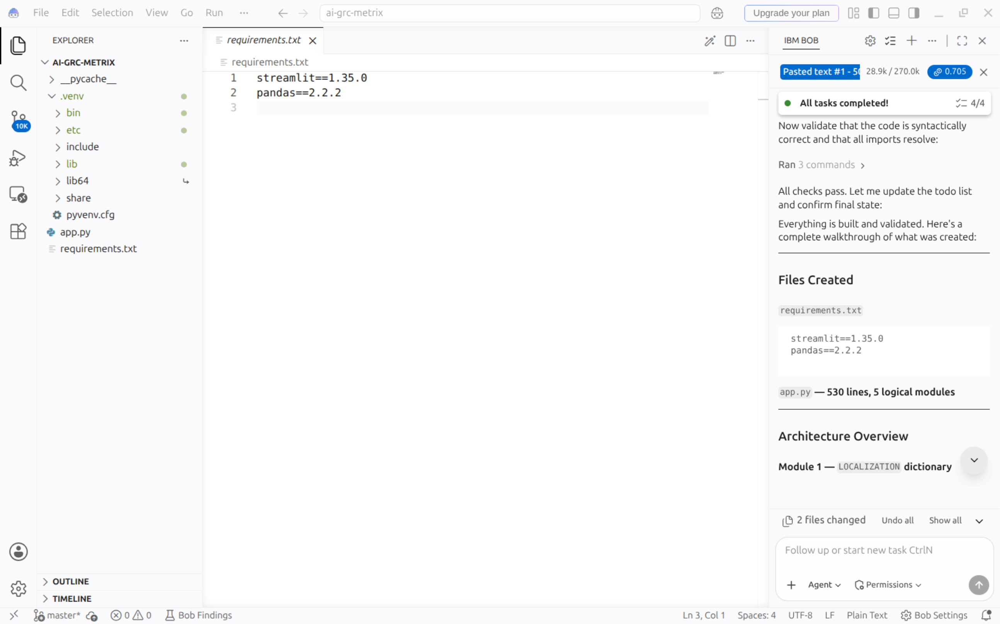 File Edit Selection View Go Run ... ai-grc-metrix Upgrade your plan
EXPLORER
AI-GRC-METRIX
__pycache__
.venv
bin
10K
etc
include
lib
lib64
share
pyvenv.cfg
app.py
requirements.txt
OUTLINE
TIMELINE
requirements.txt
requirements.txt
1 streamlit==1.35.0
2 pandas==2.2.2
3
IBM BOB
Pasted text #1 - 50 28.9k / 270.0k 0.705
All tasks completed! 4/4
Now validate that the code is syntactically
correct and that all imports resolve:
Ran 3 commands
All checks pass. Let me update the todo list
and confirm final state:
Everything is built and validated. Here's a
complete walkthrough of what was created:
Files Created
requirements.txt
streamlit==1.35.0
pandas==2.2.2
app.py — 530 lines, 5 logical modules
Architecture Overview
Module 1 — LOCALIZATION dictionary
2 files changed Undo all Show all
Follow up or start new task CtrlN
Agent Permissions
master* 0 0 Bob Findings Ln 3, Col 1 Spaces: 4 UTF-8 LF Plain Text Bob Settings